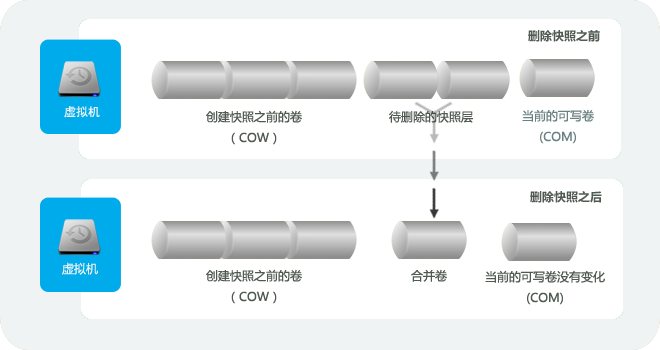 删除快照之前
虚拟机
创建快照之前的卷
（COW）
待删除的快照层
当前的可写卷
(COM)
删除快照之后
虚拟机
创建快照之前的卷
（COW）
合并卷
当前的可写卷没有变化
(COM)